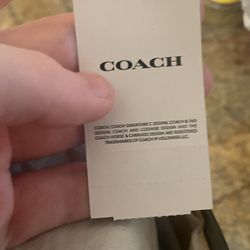 COACH
COACH, COACH SIGNATURE C DESIGN, COACH & TAG
DESIGN, COACH AND LOZENGE DESIGN AND THE
COACH HORSE & CARRIAGE DESIGN ARE REGISTERED
TRADEMARKS OF COACH IP HOLDINGS LLC.